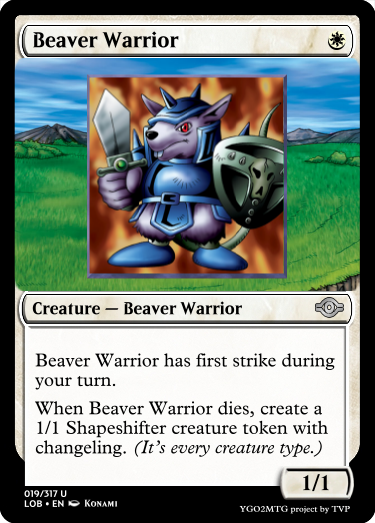 Beaver Warrior
Creature — Beaver Warrior
Beaver Warrior has first strike during
your turn.
When Beaver Warrior dies, create a
1/1 Shapeshifter creature token with
changeling. (It's every creature type.)
1/1
019/317 U
LOB • EN Konami
YGO2MTG project by TVP